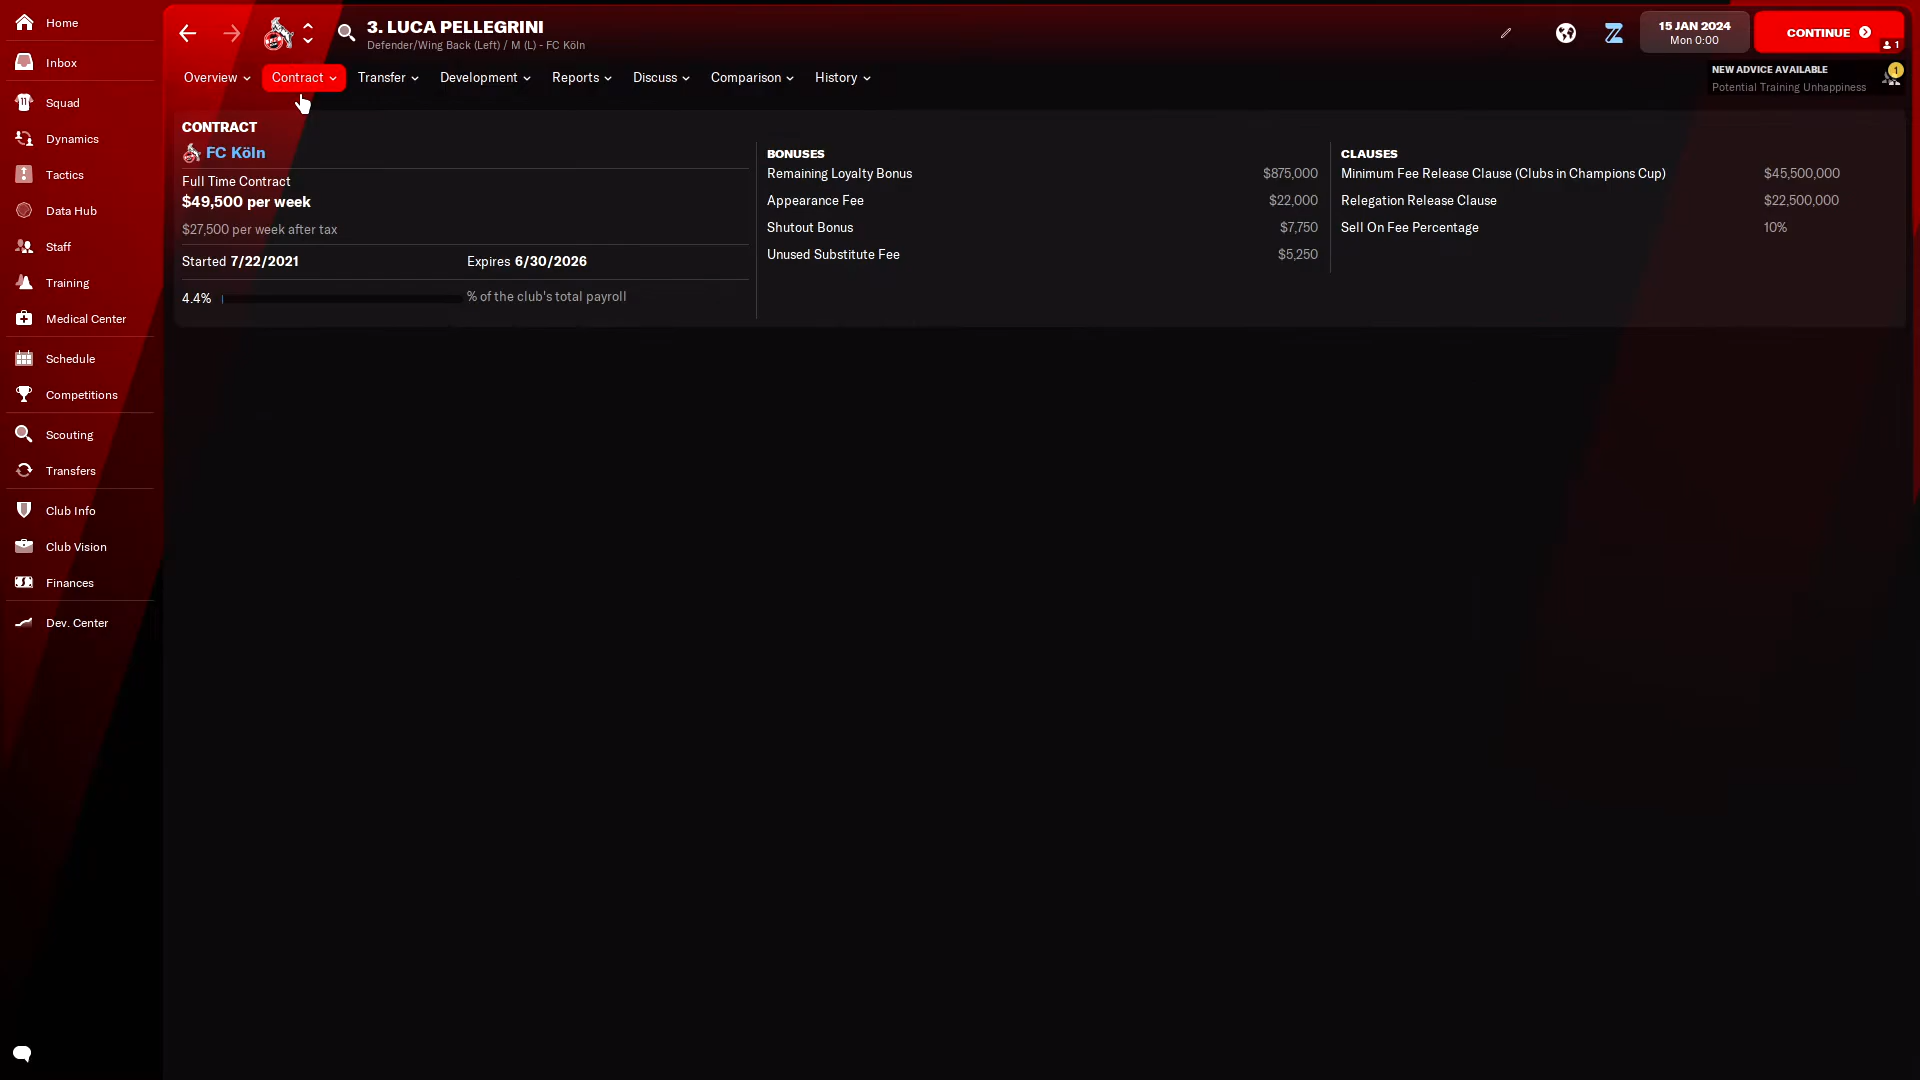 Home
Inbox
Squad
Dynamics
Tactics
Data Hub
Staff
Training
Medical Center
Schedule
Competitions
Scouting
Transfers
Club Info
Club Vision
Finances
Dev. Center
3. LUCA PELLEGRINI
Defender/Wing Back (Left) / M (L) - FC Köln
15 JAN 2024
Mon 0:00
CONTINUE
1
Overview Contract Transfer Development Reports Discuss Comparison History
NEW ADVICE AVAILABLE
Potential Training Unhappiness
1
CONTRACT
FC Köln
Full Time Contract
$49,500 per week
$27,500 per week after tax
Started 7/22/2021 Expires 6/30/2026
4.4% % of the club's total payroll
BONUSES
Remaining Loyalty Bonus $875,000
Appearance Fee $22,000
Shutout Bonus $7,750
Unused Substitute Fee $5,250
CLAUSES
Minimum Fee Release Clause (Clubs in Champions Cup) $45,500,000
Relegation Release Clause $22,500,000
Sell On Fee Percentage 10%